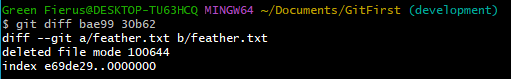 Green Fierus@DESKTOP-TU63HCQ MINGW64 ~/Documents/GitFirst (development)
$ git diff bae99 30b62
diff --git a/feather.txt b/feather.txt
deleted file mode 100644
index e69de29..0000000